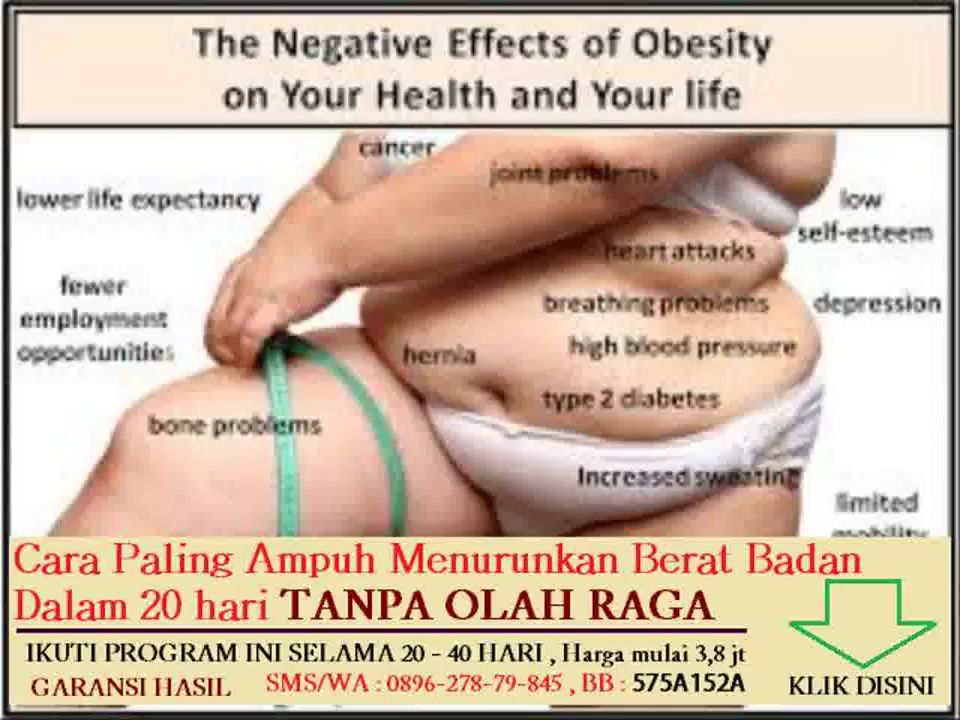 The Negative Effects of Obesity
on Your Health and Your life
cancer
joint problems
lower life expectancy
low
self-esteem
heart attacks
fewer
employment
opportunities
breathing problems
depression
hernia
high blood pressure
type 2 diabetes
bone problems
Increased sweating
limited
mobility
Cara Paling Ampuh Menurunkan Berat Badan
Dalam 20 hari TANPA OLAH RAGA
IKUTI PROGRAM INI SELAMA 20 - 40 HARI , Harga mulai 3,8 jt
GARANSI HASIL SMS/WA : 0896-278-79-845 , BB : 575A152A
KLIK DISINI